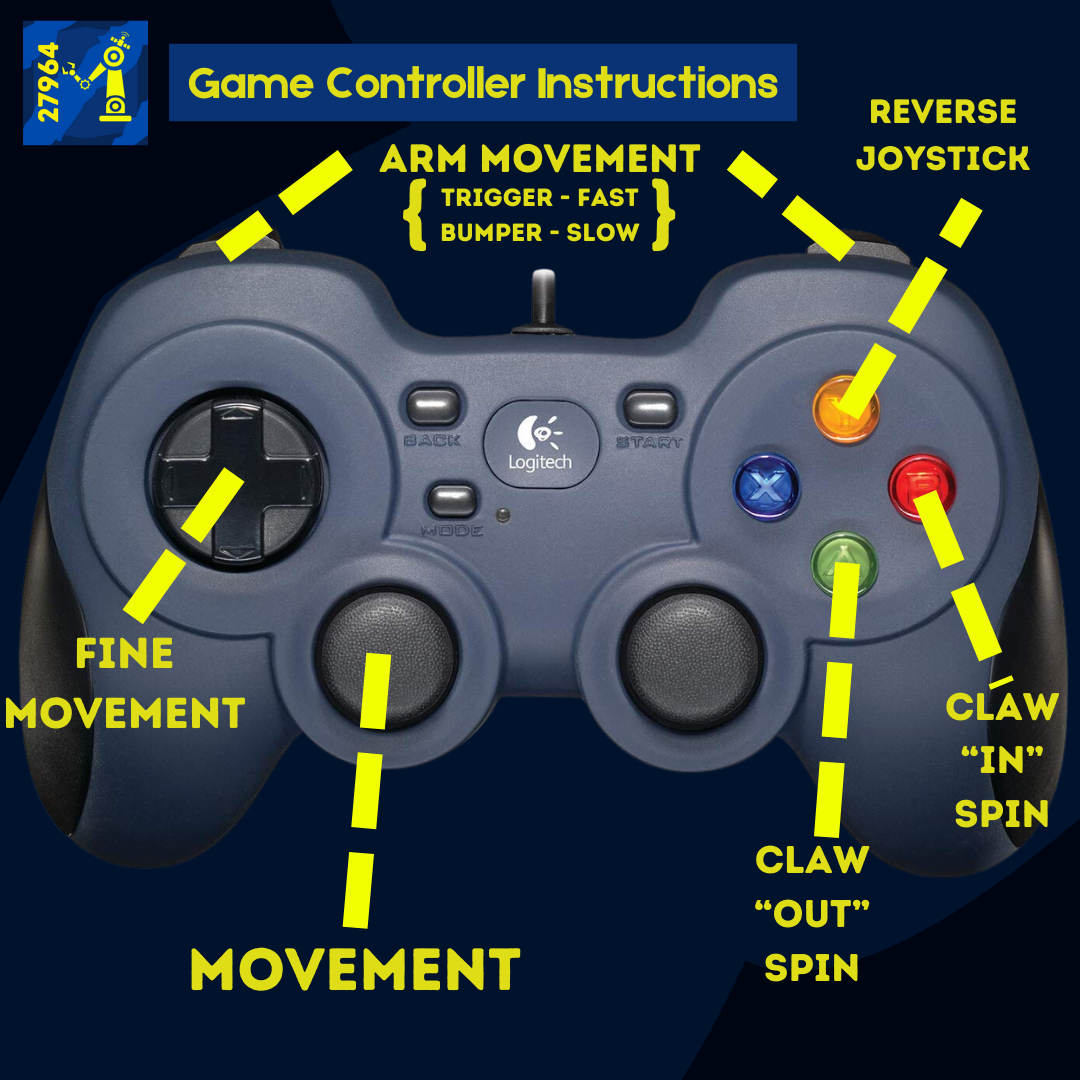 27964
Game Controller Instructions
REVERSE
JOYSTICK
ARM MOVEMENT
{ TRIGGER - FAST }
BUMPER - SLOW
BACK
START
Logitech
MODE
X
B
A
FINE
MOVEMENT
CLAW
“IN”
SPIN
CLAW
“OUT”
SPIN
MOVEMENT